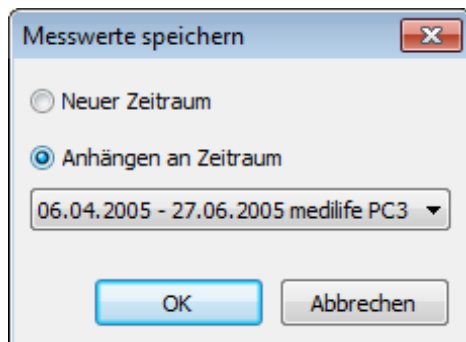 Messwerte speichern
Neuer Zeitraum
Anhängen an Zeitraum
06.04.2005 - 27.06.2005 medilife PC3
OK Abbrechen